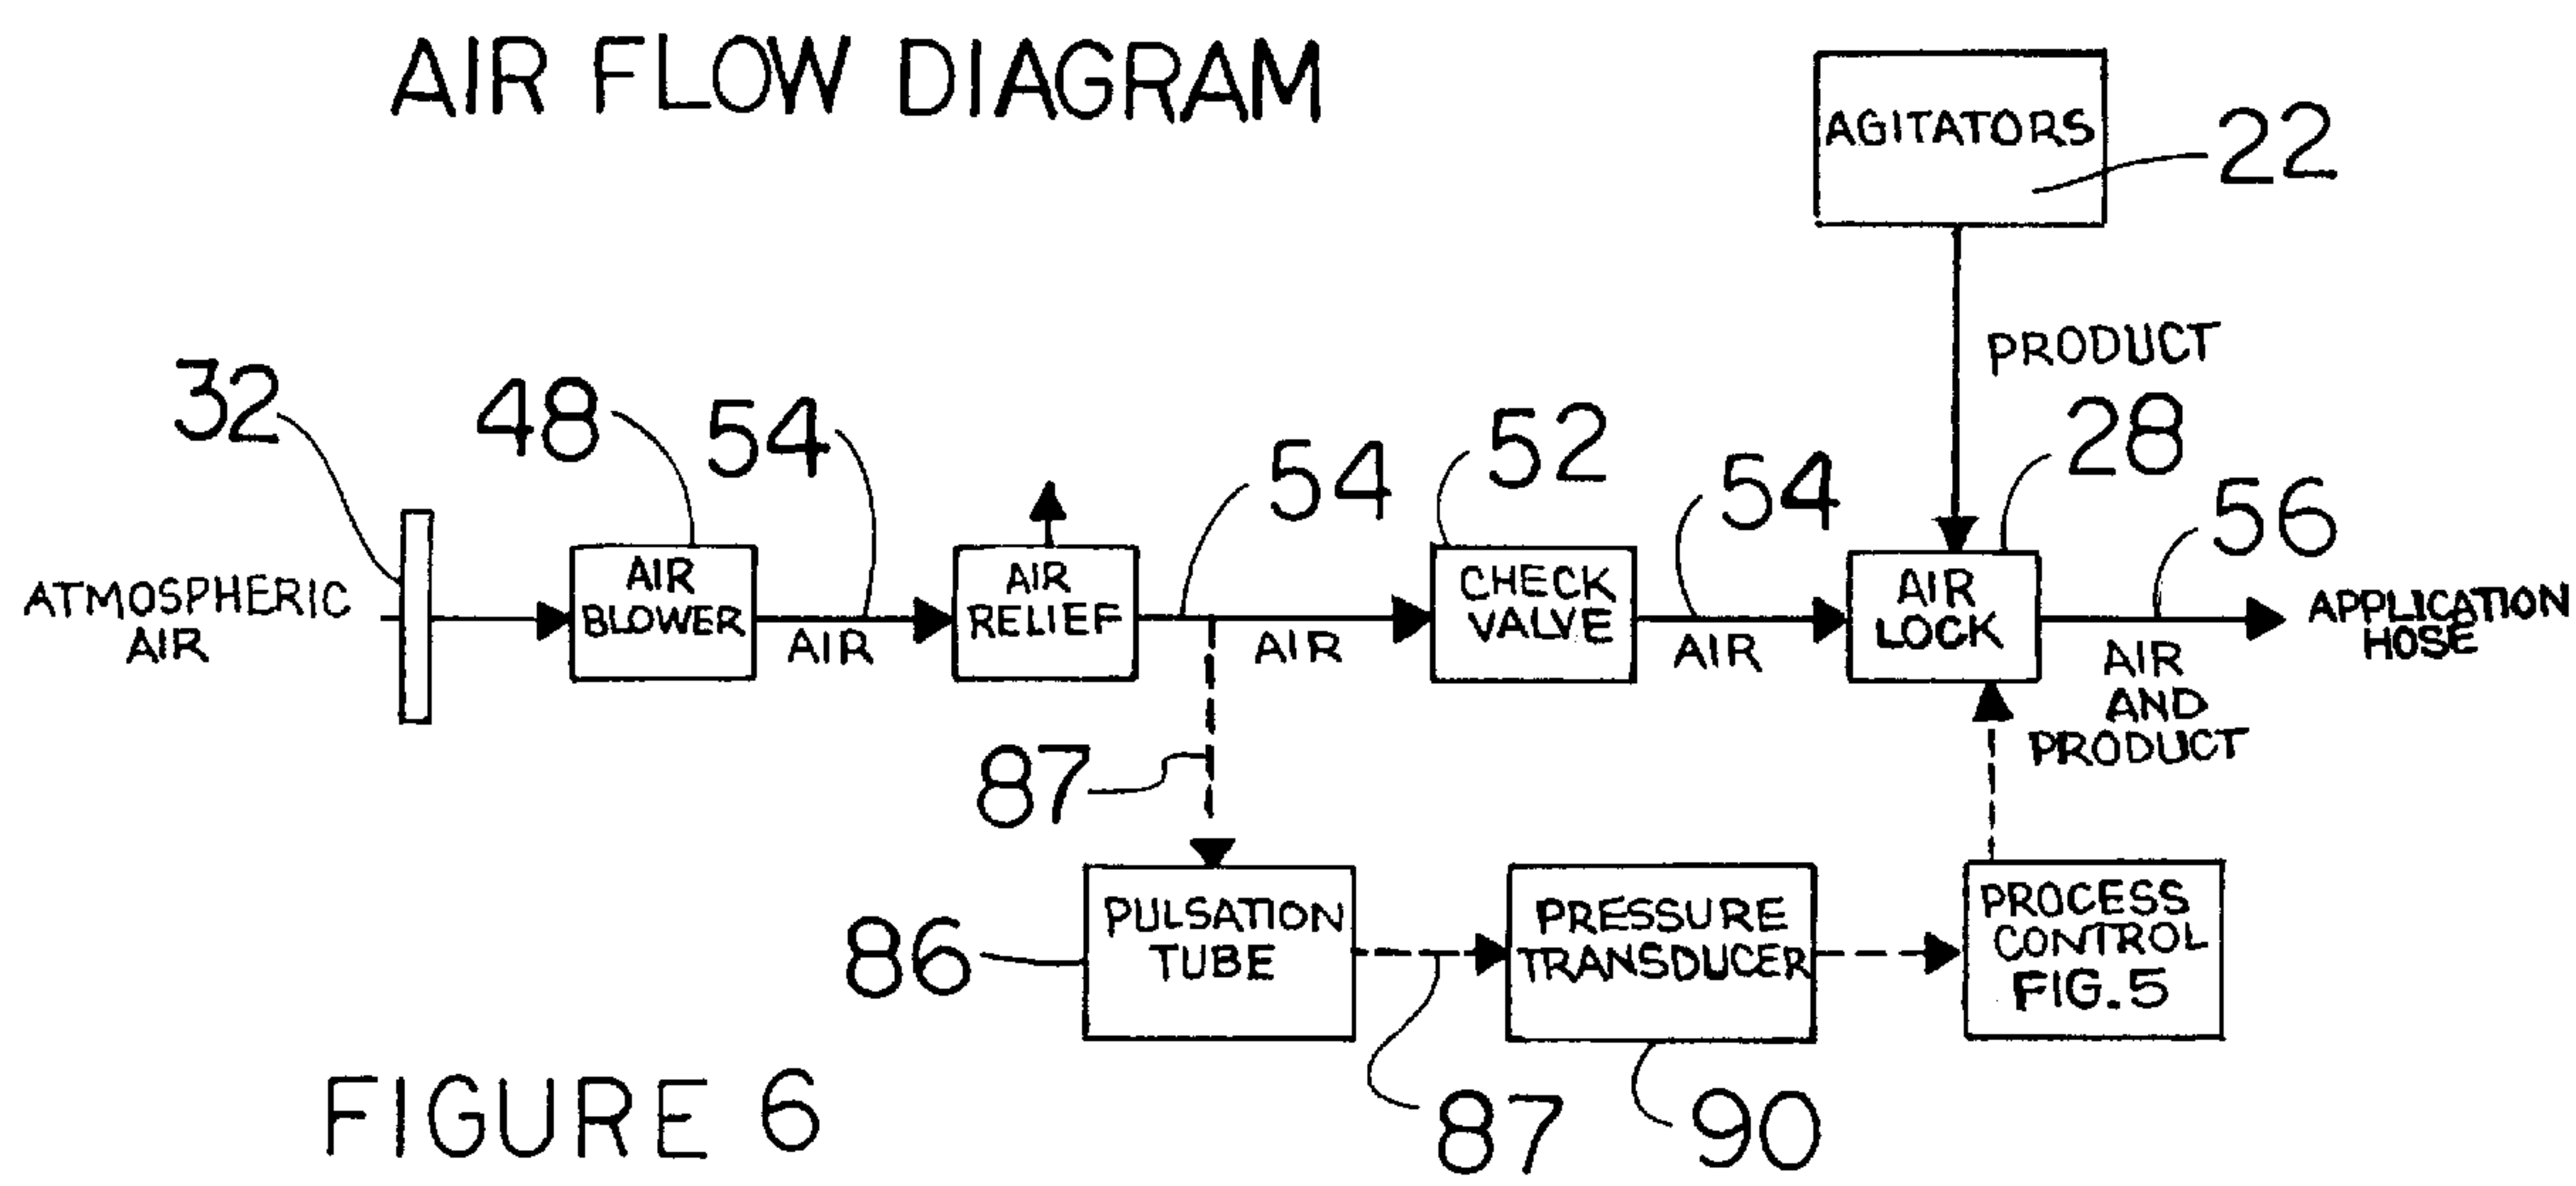 AIR FLOW DIAGRAM
AGITATORS
22
PRODUCT
32
48
54
54
52
54
28
56
ATMOSPHERIC
AIR
AIR
BLOWER
AIR
AIR
RELIEF
AIR
CHECK
VALVE
AIR
AIR
LOCK
AIR
AND
PRODUCT
APPLICATION
HOSE
87
86
PULSATION
TUBE
87
PRESSURE
TRANSDUCER
90
PROCESS
CONTROL
FIG. 5
FIGURE 6